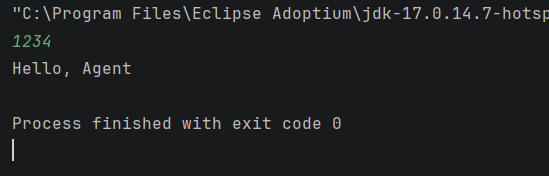 "C:\Program Files\Eclipse Adoptium\jdk-17.0.14.7-hotsp
1234
Hello, Agent
Process finished with exit code 0